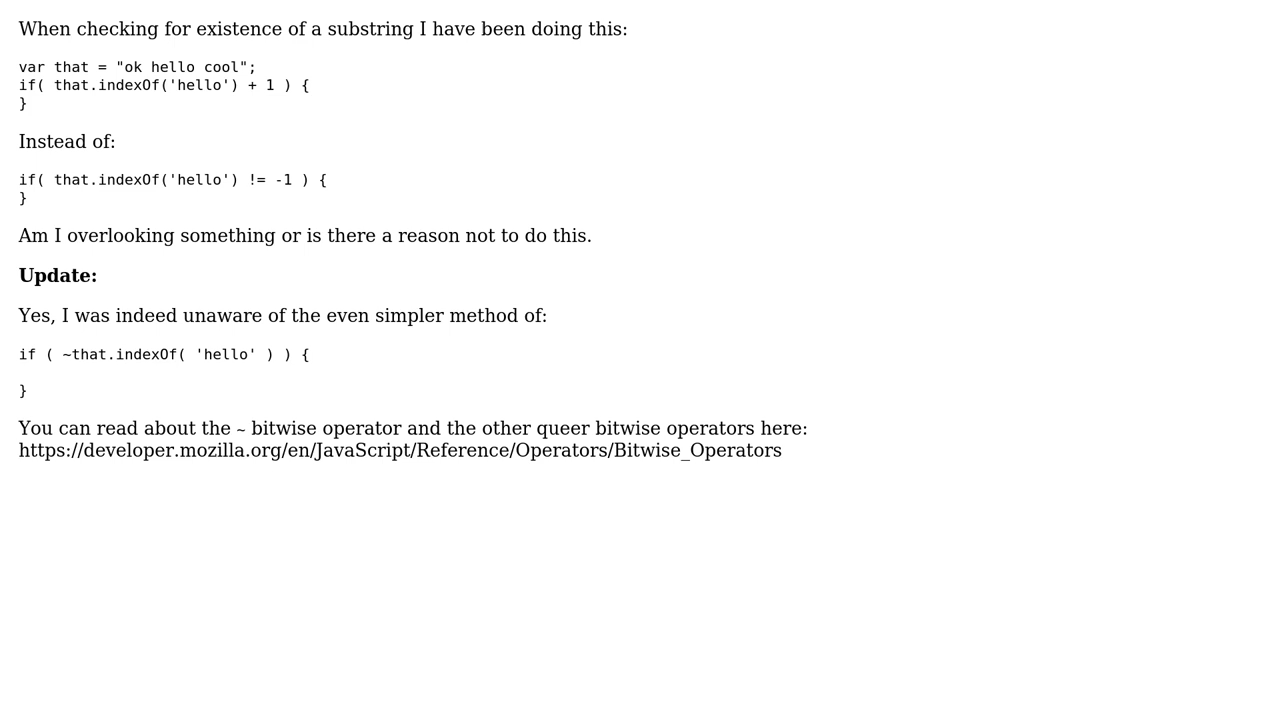 When checking for existence of a substring I have been doing this:
var that = "ok hello cool";
if( that.indexOf('hello') + 1 ) {
}
Instead of:
if( that.indexOf('hello') != -1 ) {
}
Am I overlooking something or is there a reason not to do this.
Update:
Yes, I was indeed unaware of the even simpler method of:
if ( ~that.indexOf( 'hello' ) ) {
}
You can read about the ~ bitwise operator and the other queer bitwise operators here:
https://developer.mozilla.org/en/JavaScript/Reference/Operators/Bitwise_Operators